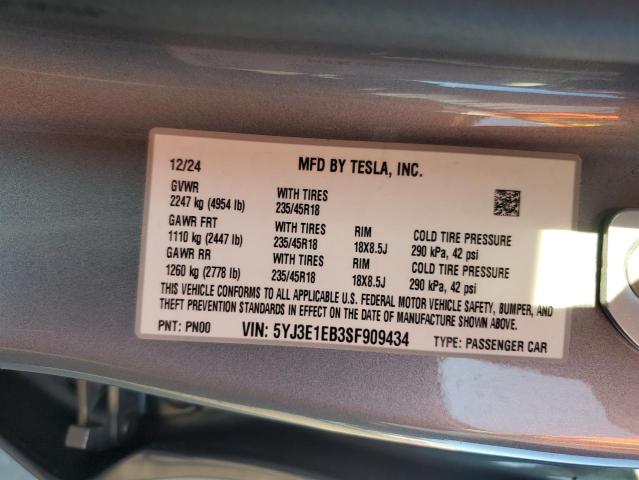 12/24 MFD BY TESLA, INC.
GVWR WITH TIRES
2247 kg (4954 lb) 235/45R18
GAWR FRT WITH TIRES RIM COLD TIRE PRESSURE
1110 kg (2447 lb) 235/45R18 18X8.5J 290 kPa, 42 psi
GAWR RR WITH TIRES RIM COLD TIRE PRESSURE
1260 kg (2778 lb) 235/45R18 18X8.5J 290 kPa, 42 psi
THIS VEHICLE CONFORMS TO ALL APPLICABLE U.S. FEDERAL MOTOR VEHICLE SAFETY, BUMPER, AND
THEFT PREVENTION STANDARDS IN EFFECT ON THE DATE OF MANUFACTURE SHOWN ABOVE.
PNT: PN00 VIN: 5YJ3E1EB3SF909434 TYPE: PASSENGER CAR